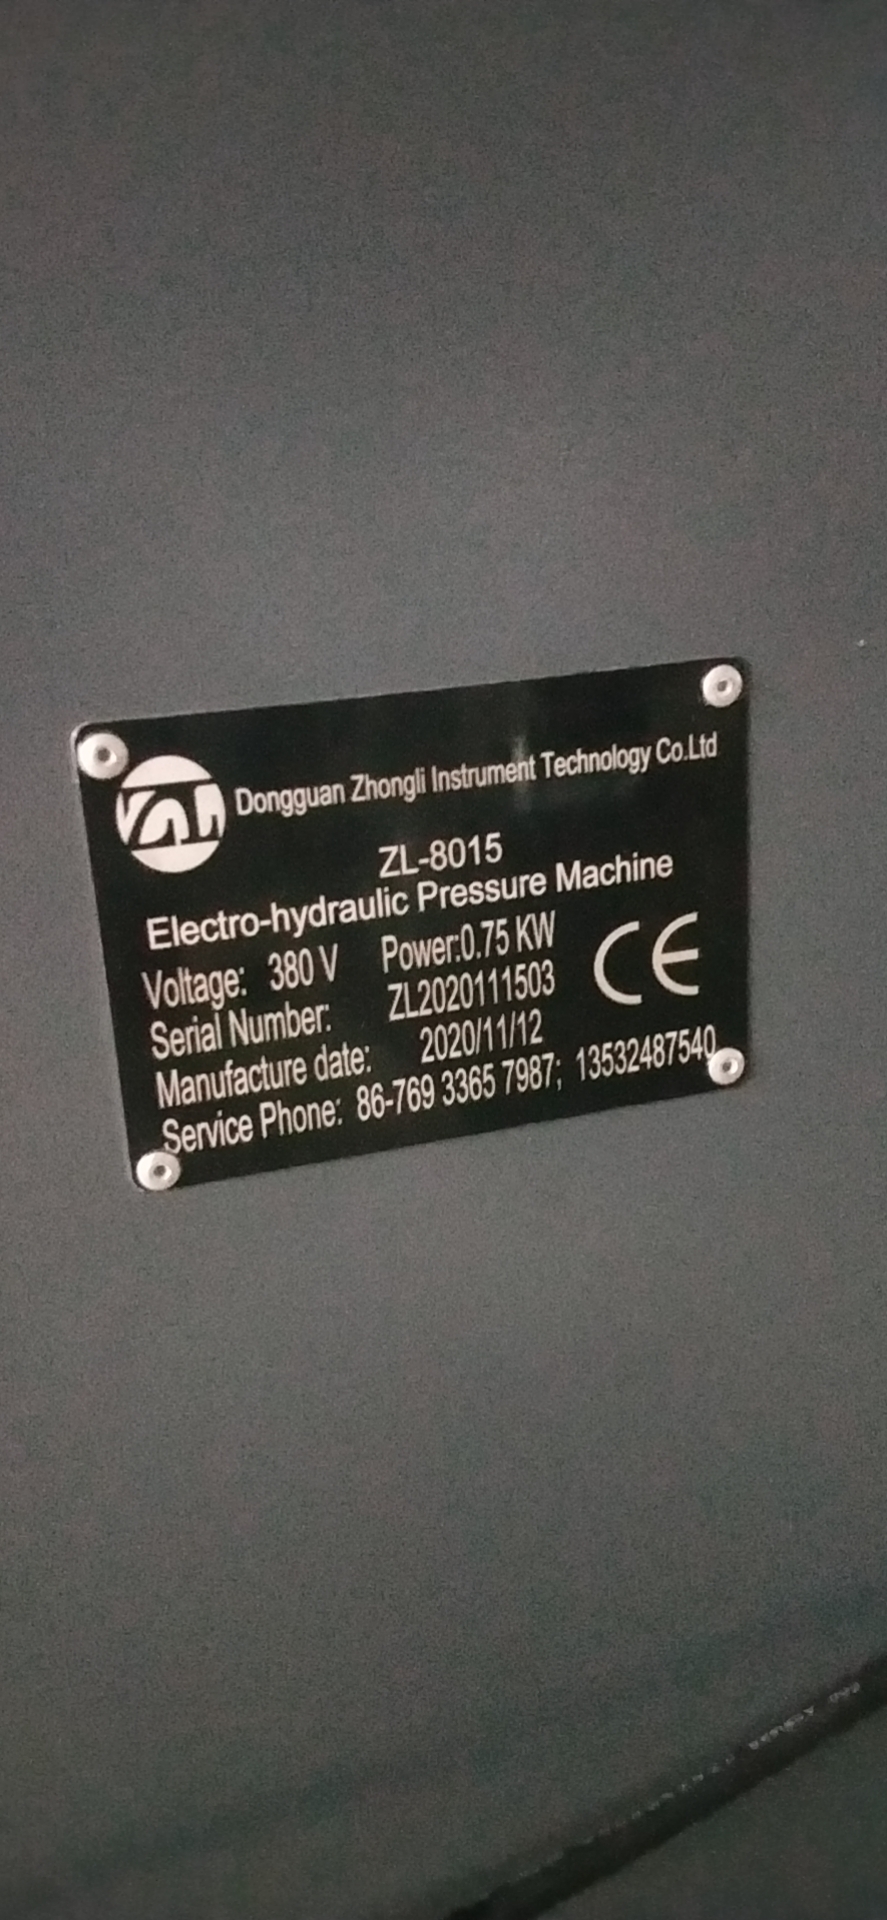 Dongguan Zhongli Instrument Technology Co.Ltd
ZL-8015
Electro-hydraulic Pressure Machine
Voltage: 380 V Power:0.75 KW
Serial Number: ZL2020111503
CE
Manufacture date: 2020/11/12
Service Phone: 86-769 3365 7987; 13532487540